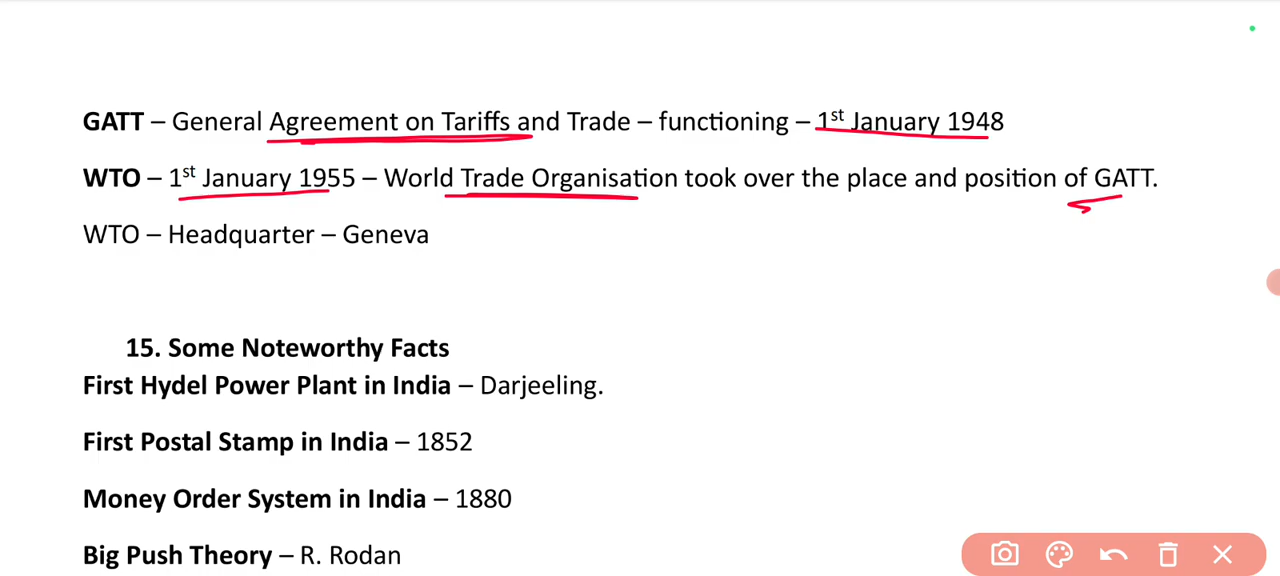 GATT – General Agreement on Tariffs and Trade – functioning – 1st January 1948
WTO – 1st January 1955 – World Trade Organisation took over the place and position of GATT.
WTO – Headquarter – Geneva
15. Some Noteworthy Facts
First Hydel Power Plant in India – Darjeeling.
First Postal Stamp in India – 1852
Money Order System in India – 1880
Big Push Theory – R. Rodan